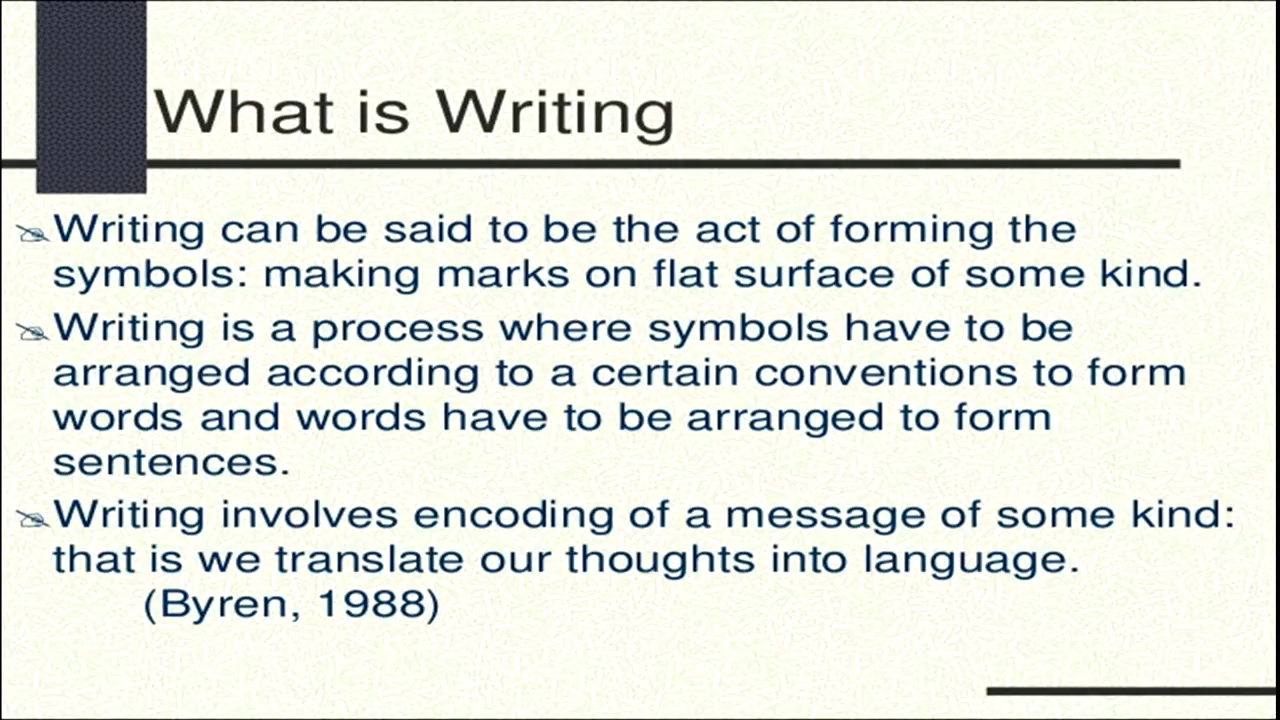 What is Writing
Writing can be said to be the act of forming the
symbols: making marks on flat surface of some kind.
Writing is a process where symbols have to be
arranged according to a certain conventions to form
words and words have to be arranged to form
sentences.
Writing involves encoding of a message of some kind:
that is we translate our thoughts into language.
(Byren, 1988)